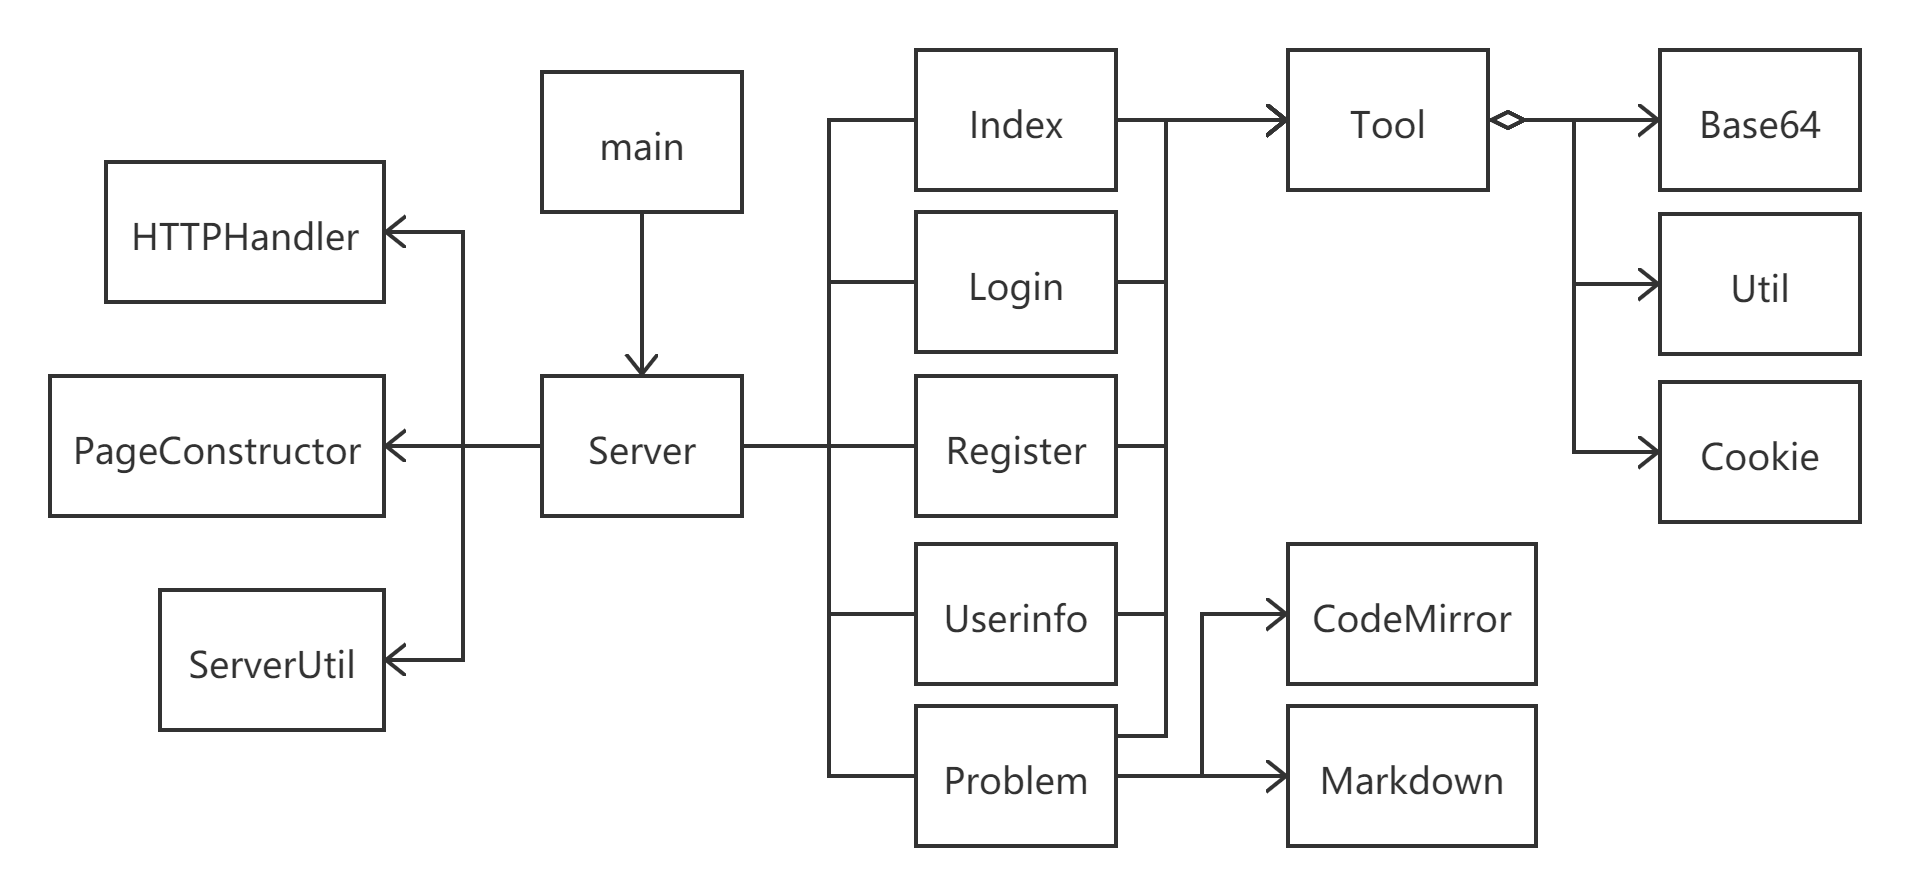 main
HTTPHandler
PageConstructor
ServerUtil
Server
Index
Login
Register
Userinfo
Problem
Tool
CodeMirror
Markdown
Base64
Util
Cookie